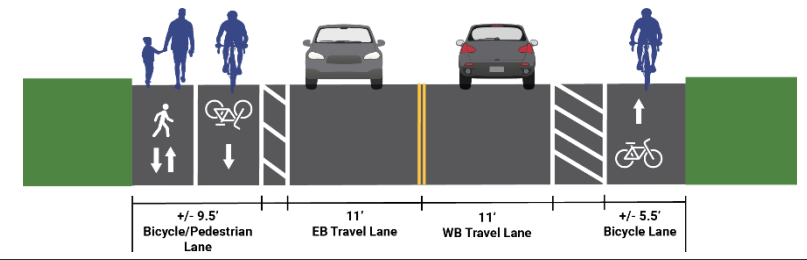 +/- 9.5’
Bicycle/Pedestrian
Lane
11’
EB Travel Lane
11’
WB Travel Lane
+/- 5.5’
Bicycle Lane